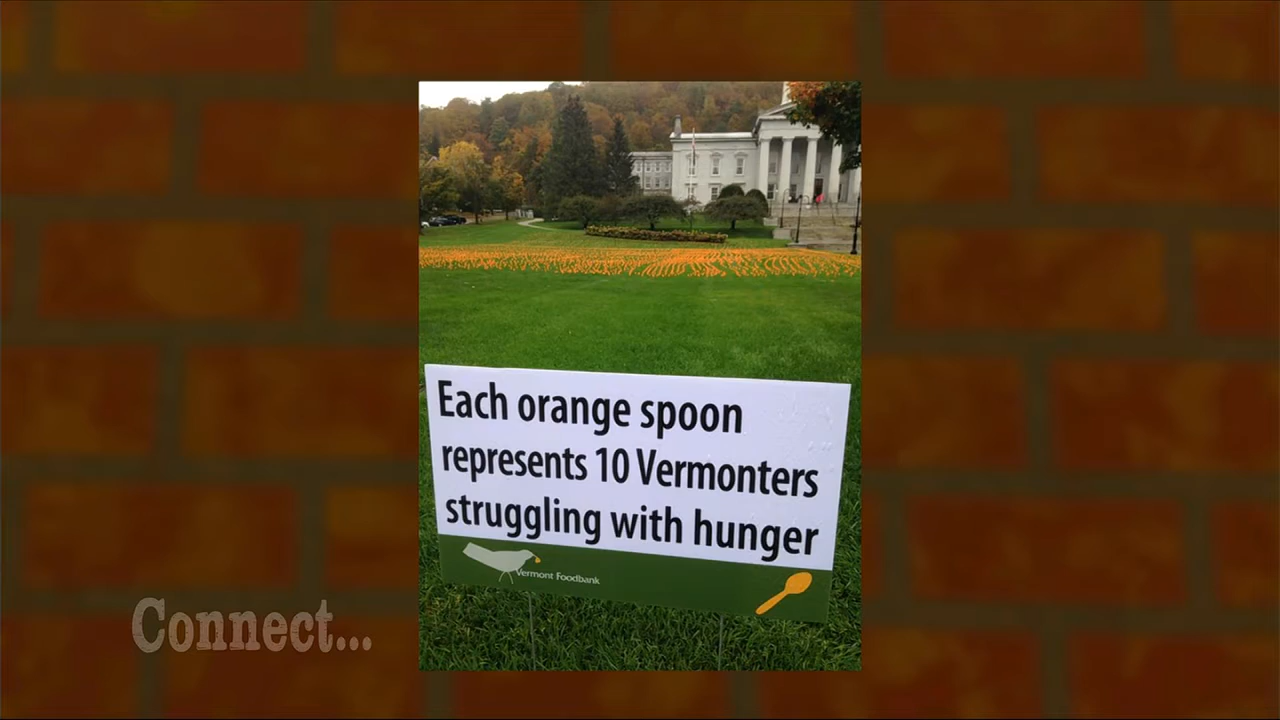 Each orange spoon
represents 10 Vermonters
struggling with hunger
Vermont Foodbank
Connect...